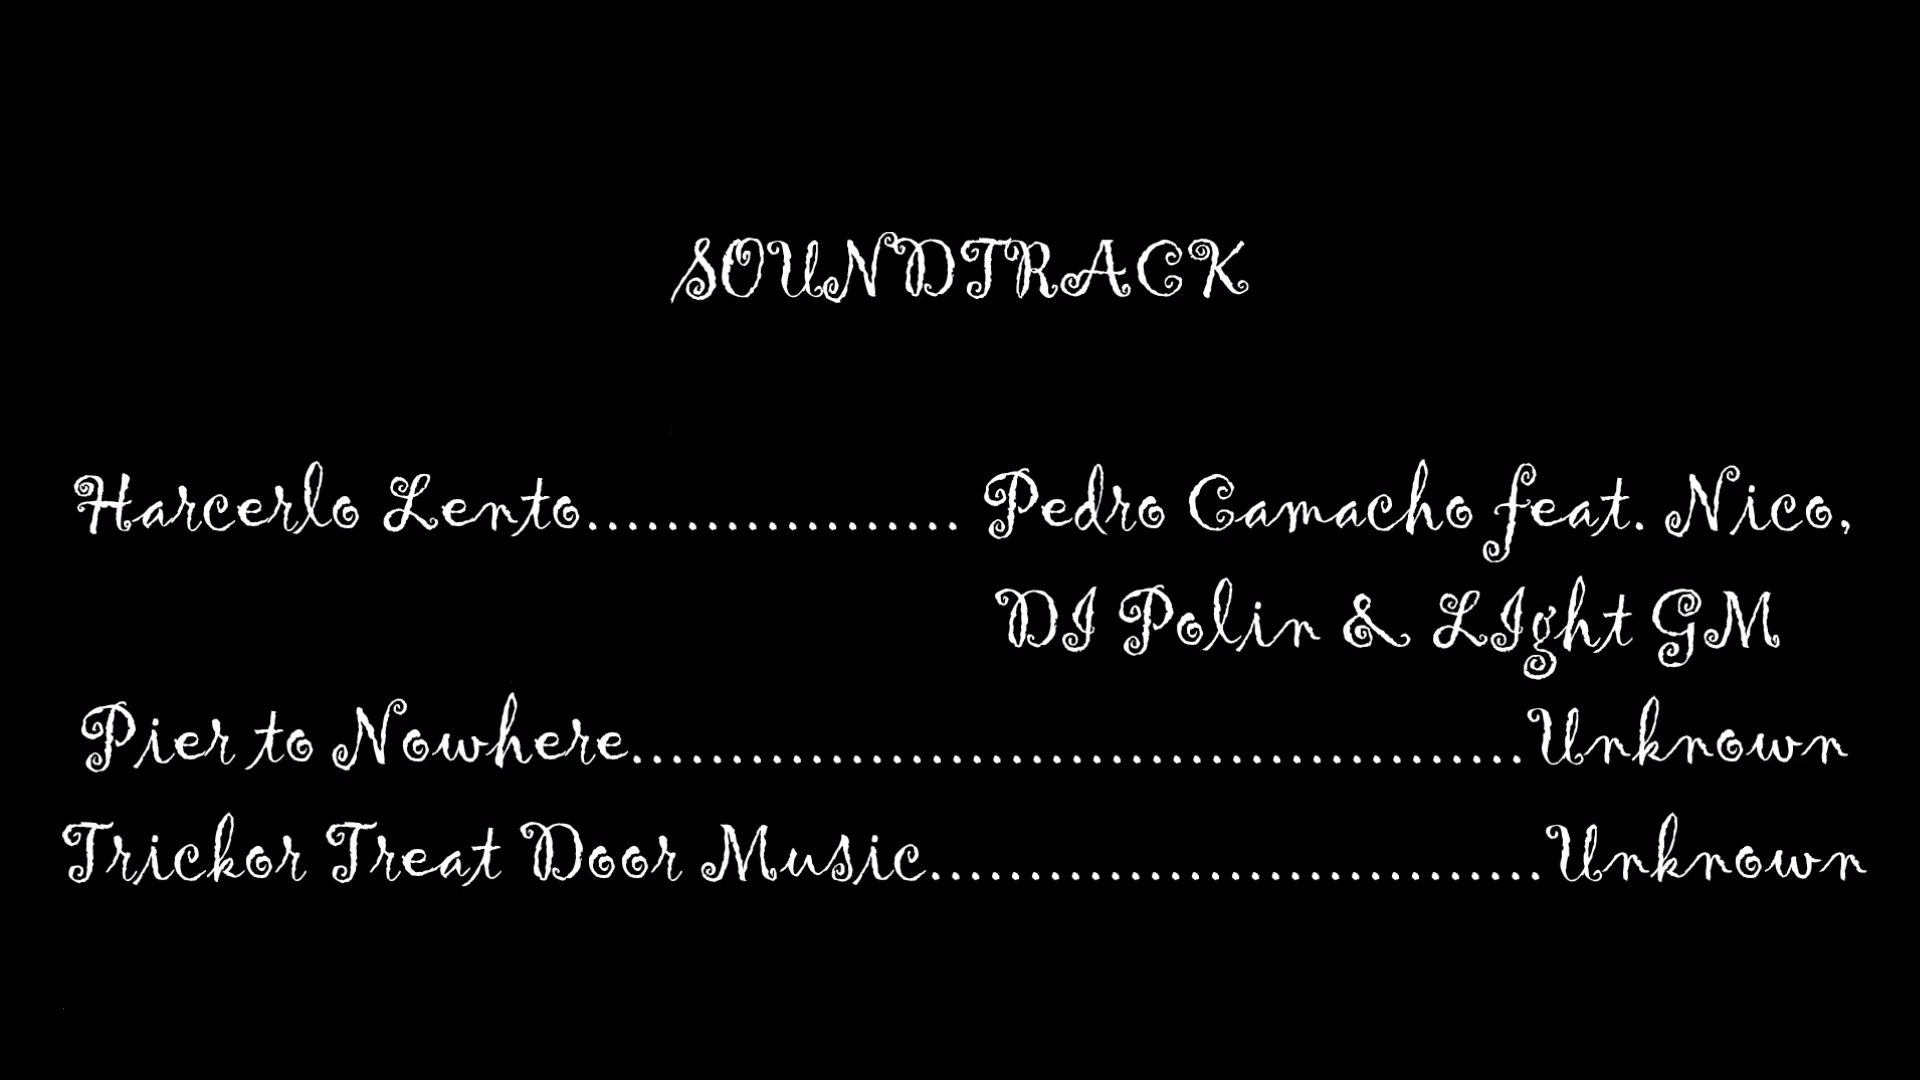 SOUNDTRACK
Harcerlo Lento................... Pedro Camacho feat. Nico,
DJ Polin & LIght GM
Pier to Nowhere..............................................Unknown
Trickor Treat Door Music................................Unknown